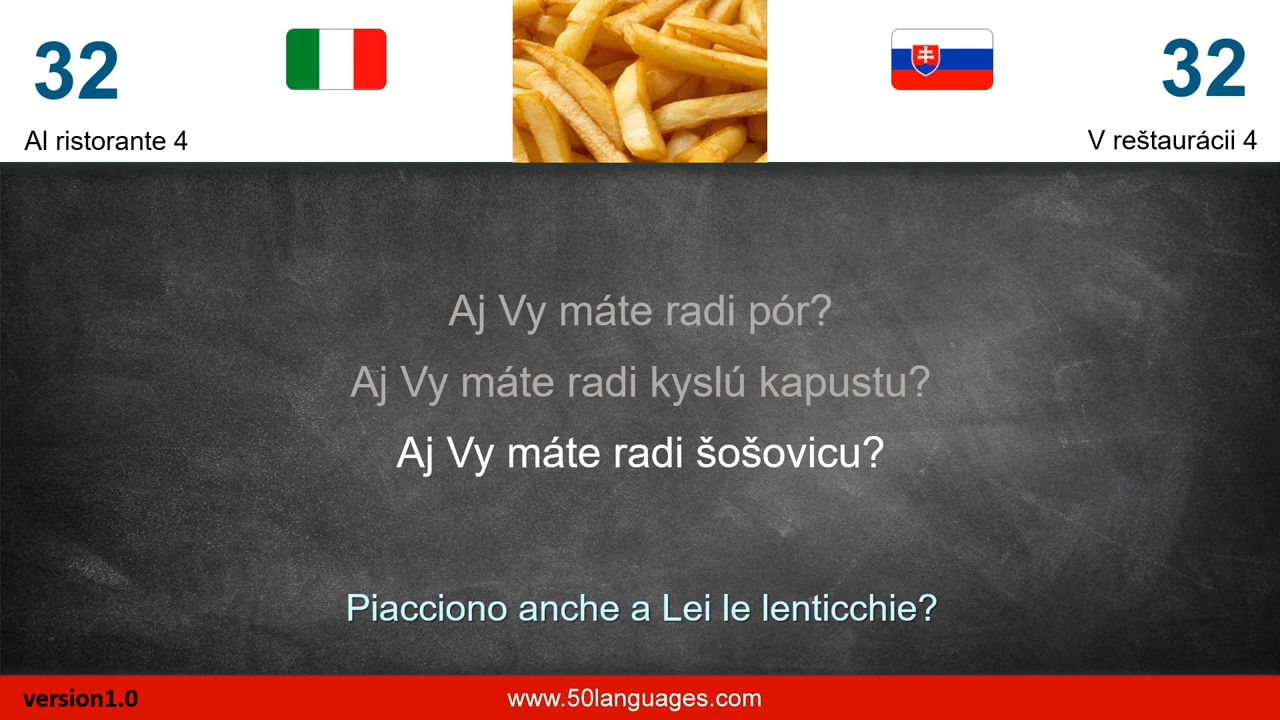 32
32
Al ristorante 4
V reštaurácii 4
Aj Vy máte radi pór?
Aj Vy máte radi kyslú kapustu?
Aj Vy máte radi šošovicu?
Piacciono anche a Lei le lenticchie?
version1.0
www.50languages.com